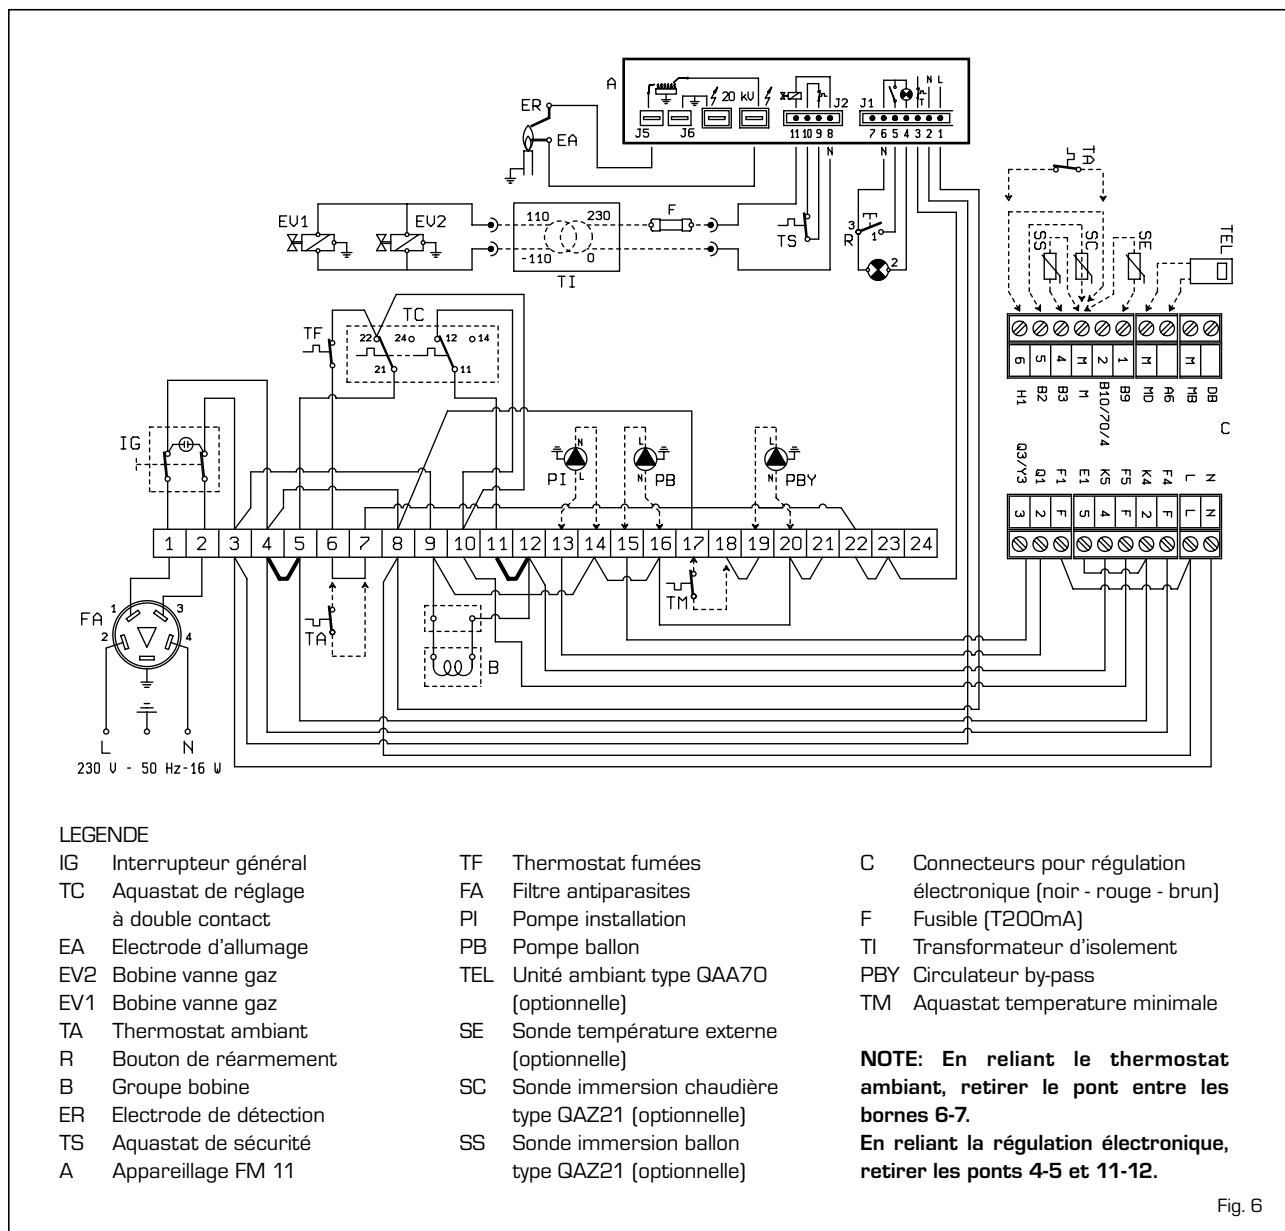 A
20 kV
N L
T
J5 J6 J2 J1
11 10 9 8 7 6 5 4 3 2 1
N N
ER
EA
EV1 EV2
110 230
-110 0
TI
F
TS
3
R 1
2
TA
SS SC SE
TEL
TF
TC
22 24 12 14
21 11
6 5 4 M 2 1 M M
H1 B2 B3 M B10/70/4 B9 MD A6 MB DB
C
IG
N
PI L
L
N PB
L
N PBY
Q3/Y3 Q1 F1 E1 K5 F5 K4 F4 L N
3 2 F 5 4 F 2 F L N
1 2 3 4 5 6 7 8 9 10 11 12 13 14 15 16 17 18 19 20 21 22 23 24
FA
1 3
2 4
TA
TM
B
L N
230 V - 50 Hz-16 W
LEGENDE
IG Interrupteur général
TC Aquastat de réglage
à double contact
EA Electrode d'allumage
EV2 Bobine vanne gaz
EV1 Bobine vanne gaz
TA Thermostat ambiant
R Bouton de réarmement
B Groupe bobine
ER Electrode de détection
TS Aquastat de sécurité
A Appareillage FM 11
TF Thermostat fumées
FA Filtre antiparasites
PI Pompe installation
PB Pompe ballon
TEL Unité ambiant type QAA70
(optionnelle)
SE Sonde température externe
(optionnelle)
SC Sonde immersion chaudière
type QAZ21 (optionnelle)
SS Sonde immersion ballon
type QAZ21 (optionnelle)
C Connecteurs pour régulation
électronique (noir - rouge - brun)
F Fusible (T200mA)
TI Transformateur d'isolement
PBY Circulateur by-pass
TM Aquastat temperature minimale
NOTE: En reliant le thermostat
ambiant, retirer le pont entre les
bornes 6-7.
En reliant la régulation électronique,
retirer les ponts 4-5 et 11-12.
Fig. 6